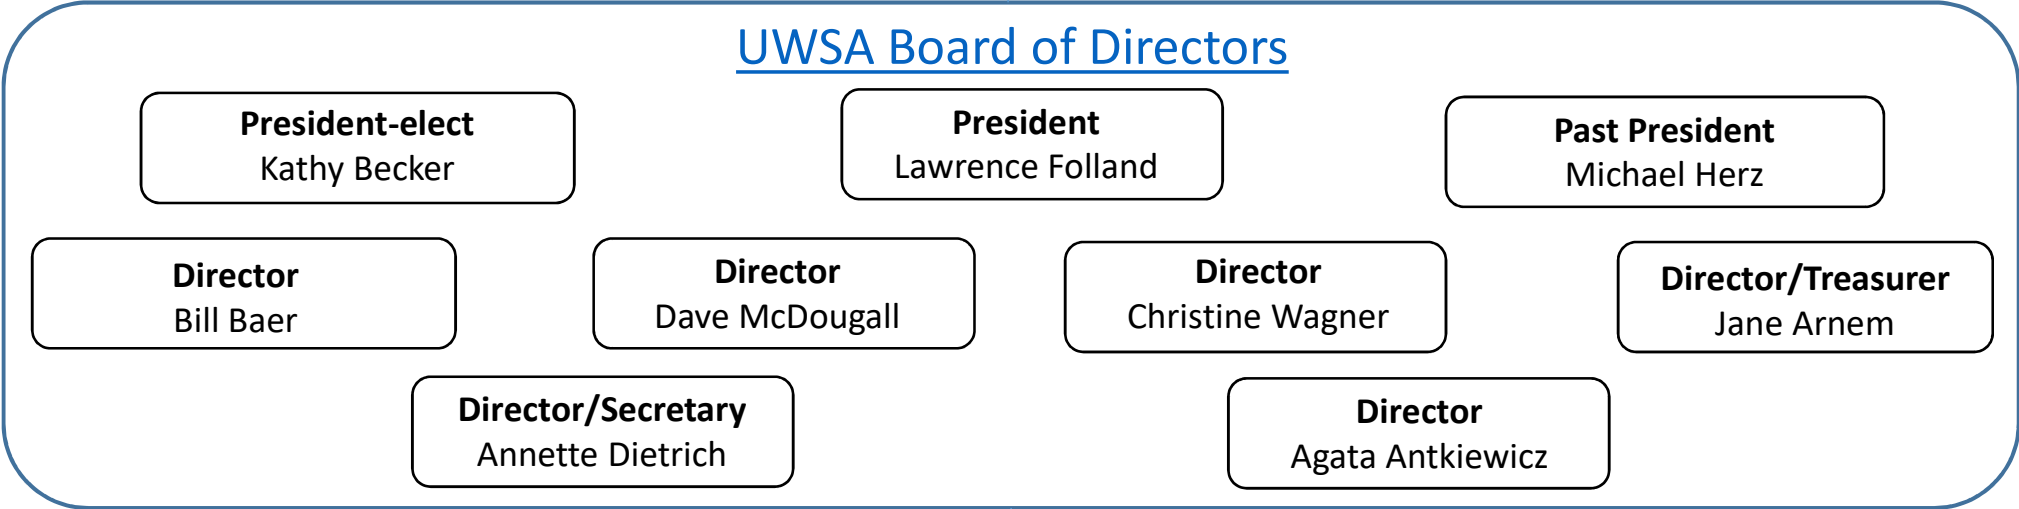 UWSA Board of Directors
President-elect
Kathy Becker
President
Lawrence Folland
Past President
Michael Herz
Director
Bill Baer
Director
Dave McDougall
Director
Christine Wagner
Director/Treasurer
Jane Arnem
Director/Secretary
Annette Dietrich
Director
Agata Antkiewicz